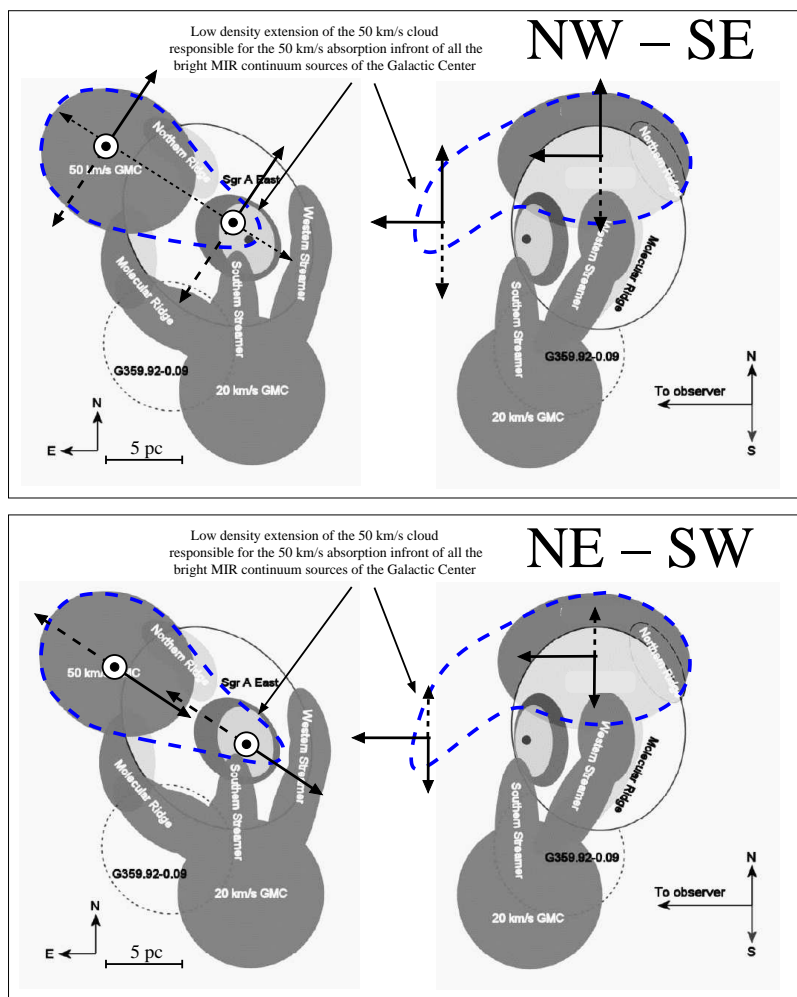 Low density extension of the 50 km/s cloud
responsible for the 50 km/s absorption infront of all the
bright MIR continuum sources of the Galactic Center
NW – SE
Northern Ridge
50 km/s GMC
Sgr A East
Western Streamer
Molecular Ridge
Southern Streamer
G359.92-0.09
20 km/s GMC
N
E
5 pc
Northern Ridge
Western Streamer
Molecular Ridge
Southern Streamer
G359.92-0.09
20 km/s GMC
To observer
N
S
Low density extension of the 50 km/s cloud
responsible for the 50 km/s absorption infront of all the
bright MIR continuum sources of the Galactic Center
NE – SW
Northern Ridge
50 km/s GMC
Sgr A East
Western Streamer
Molecular Ridge
Southern Streamer
G359.92-0.09
20 km/s GMC
N
E
5 pc
Northern Ridge
Western Streamer
Molecular Ridge
Southern Streamer
G359.92-0.09
20 km/s GMC
To observer
N
S